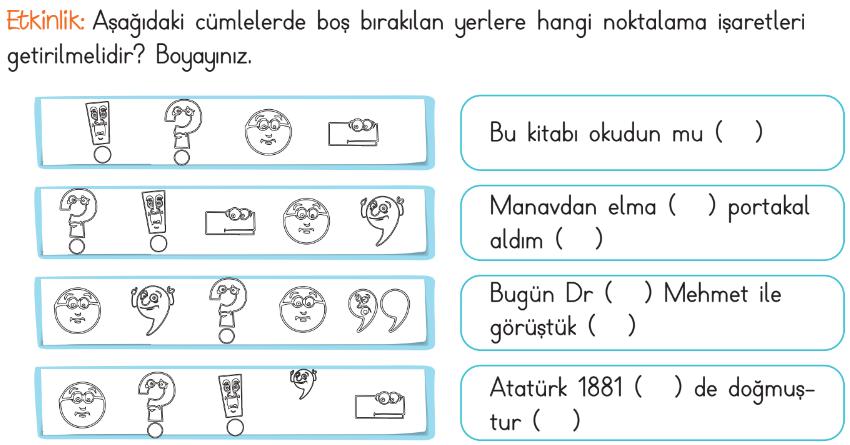 Etkinlik: Aşağıdaki cümlelerde boş bırakılan yerlere hangi noktalama işaretleri
getirilmelidir? Boyayınız.
Bu kitabı okudun mu (   )
Manavdan elma (   ) portakal
aldım (   )
Bugün Dr (   ) Mehmet ile
görüştük (   )
Atatürk 1881 (   ) de doğmuş-
tur (   )